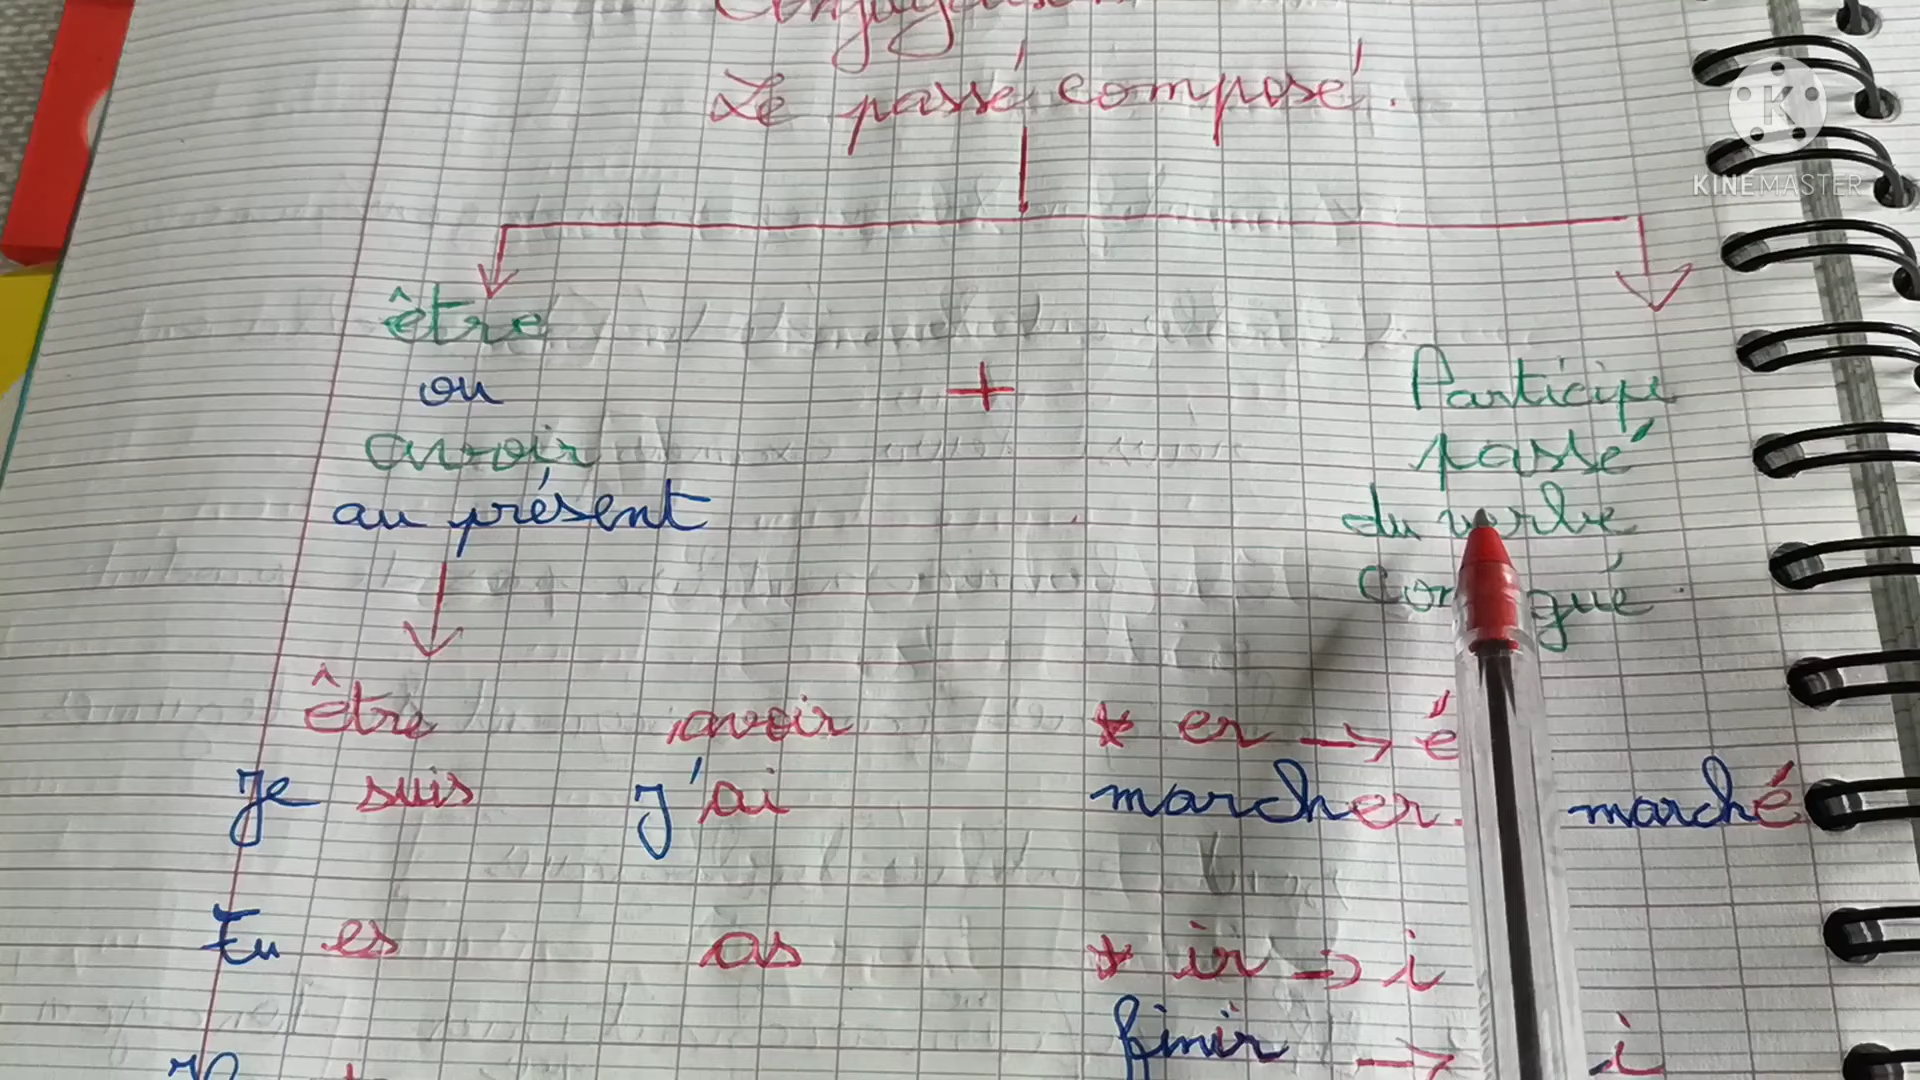 Conjugaison
Le passé composé.
être
ou
avoir
au présent
+
Participe
passé
du verbe
être avoir
Je suis j'ai
Tu es as
* er → é
marcher marché
* ir → i
finir → i
KINEMASTER